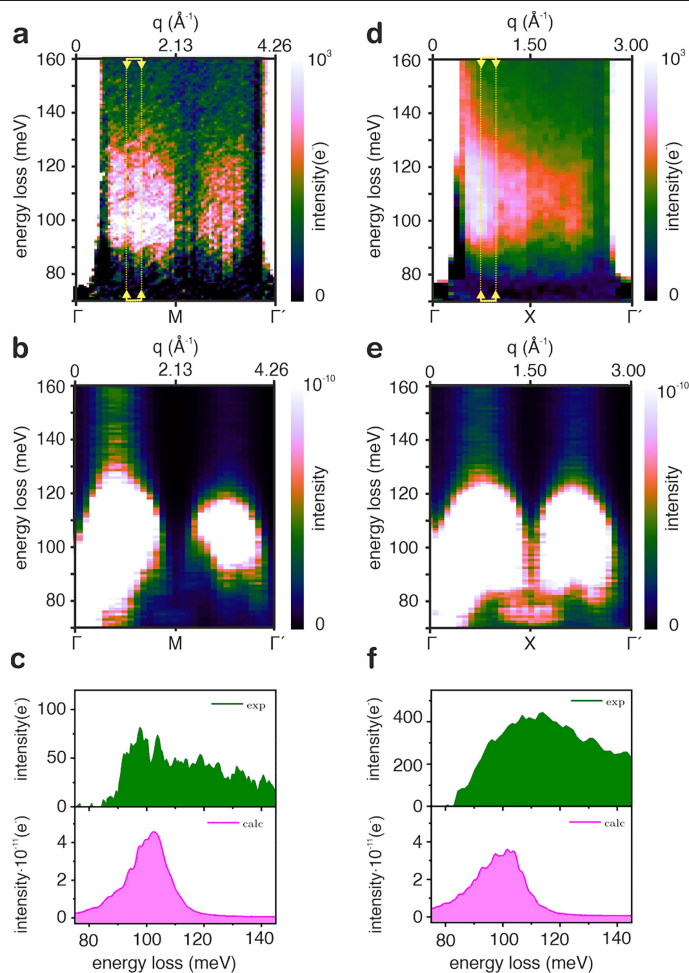 a
q (Å-1)
0 2.13 4.26
160
140
120
100
80
energy loss (meV)
Γ M Γ′
10³
intensity(e-)
0
d
q (Å-1)
0 1.50 3.00
160
140
120
100
80
energy loss (meV)
Γ X Γ′
10³
intensity(e-)
0
b
q (Å-1)
0 2.13 4.26
160
140
120
100
80
energy loss (meV)
Γ M Γ′
10-10
intensity
0
e
q (Å-1)
0 1.50 3.00
160
140
120
100
80
70
energy loss (meV)
Γ X Γ′
10-10
intensity
0
c
100
50
0
intensity(e-)
exp
4
2
0
intensity·10-11(e-)
calc
80 100 120 140
energy loss (meV)
f
400
200
0
intensity(e-)
exp
4
2
0
intensity·10-11(e-)
calc
80 100 120 140
energy loss (meV)